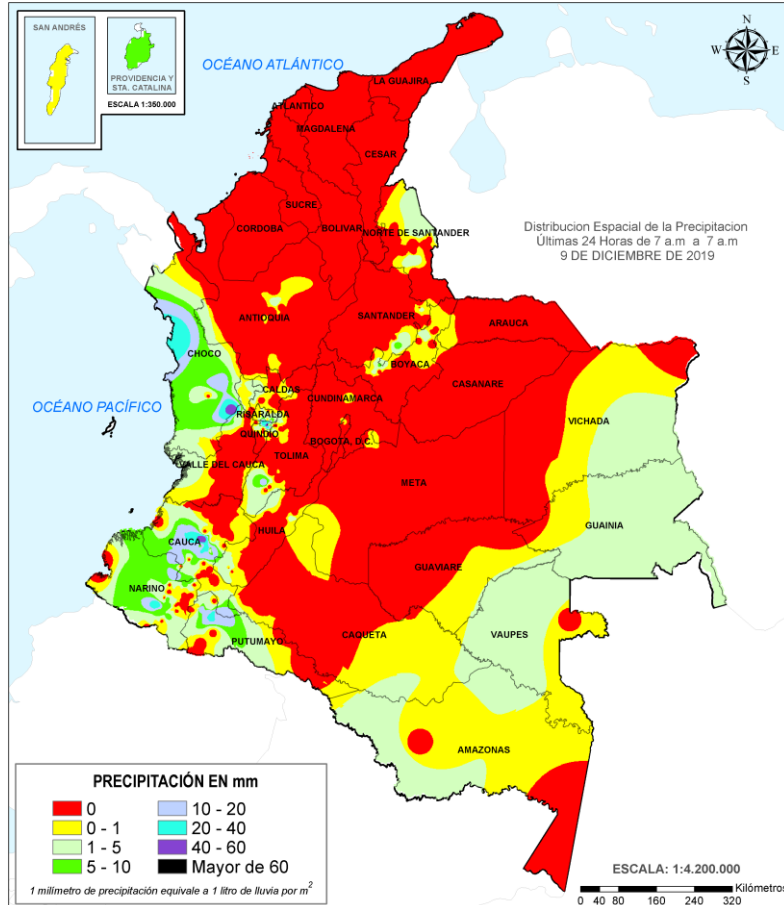 SAN ANDRÉS
PROVIDENCIA Y
STA. CATALINA
ESCALA 1:350.000
OCÉANO ATLÁNTICO
N
W
E
S
LA GUAJIRA
ATLANTICO
MAGDALENA
CESAR
SUCRE
CORDOBA
BOLIVAR
NORTE DE SANTANDER
Distribucion Espacial de la Precipitacion
Últimas 24 Horas de 7 a.m a 7 a.m
9 DE DICIEMBRE DE 2019
ANTIOQUIA
SANTANDER
ARAUCA
CHOCO
BOYACA
CASANARE
OCÉANO PACÍFICO
CALDAS
CUNDINAMARCA
RISARALDA
VICHADA
QUINDIO
BOGOTA, D.C.
TOLIMA
VALLE DEL CAUCA
META
GUAINIA
HUILA
CAUCA
GUAVIARE
NARINO
CAQUETA
VAUPES
PUTUMAYO
AMAZONAS
PRECIPITACIÓN EN mm
0
10 - 20
0 - 1
20 - 40
1 - 5
40 - 60
5 - 10
Mayor de 60
1 milímetro de precipitación equivale a 1 litro de lluvia por m2
ESCALA: 1:4.200.000
Kilómetros
0 40 80 160 240 320